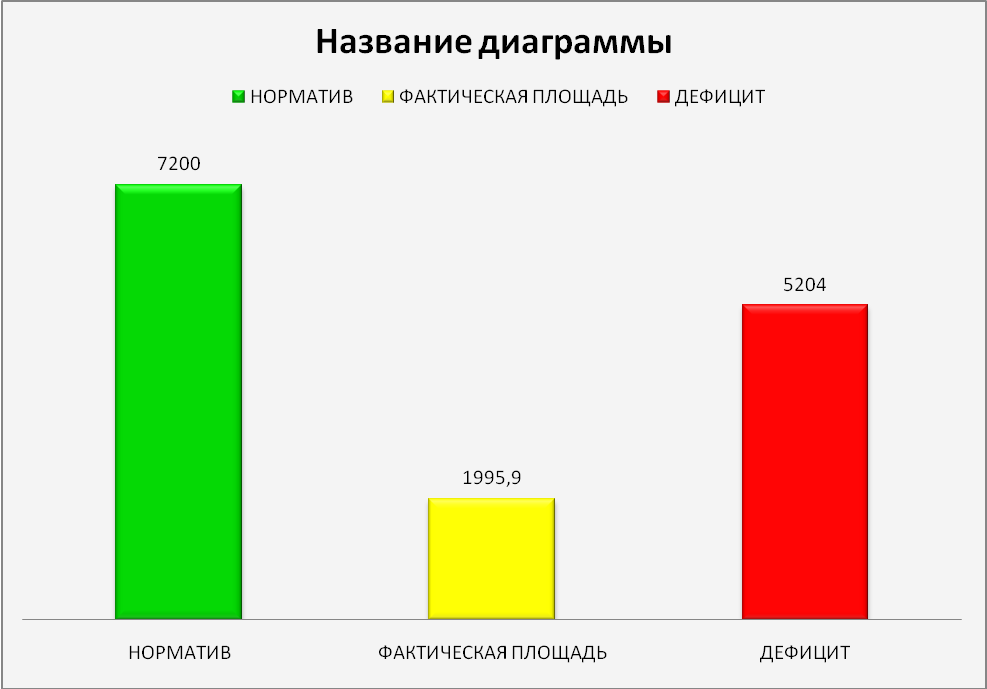 Название диаграммы
НОРМАТИВ ФАКТИЧЕСКАЯ ПЛОЩАДЬ ДЕФИЦИТ
7200
5204
1995,9
НОРМАТИВ ФАКТИЧЕСКАЯ ПЛОЩАДЬ ДЕФИЦИТ